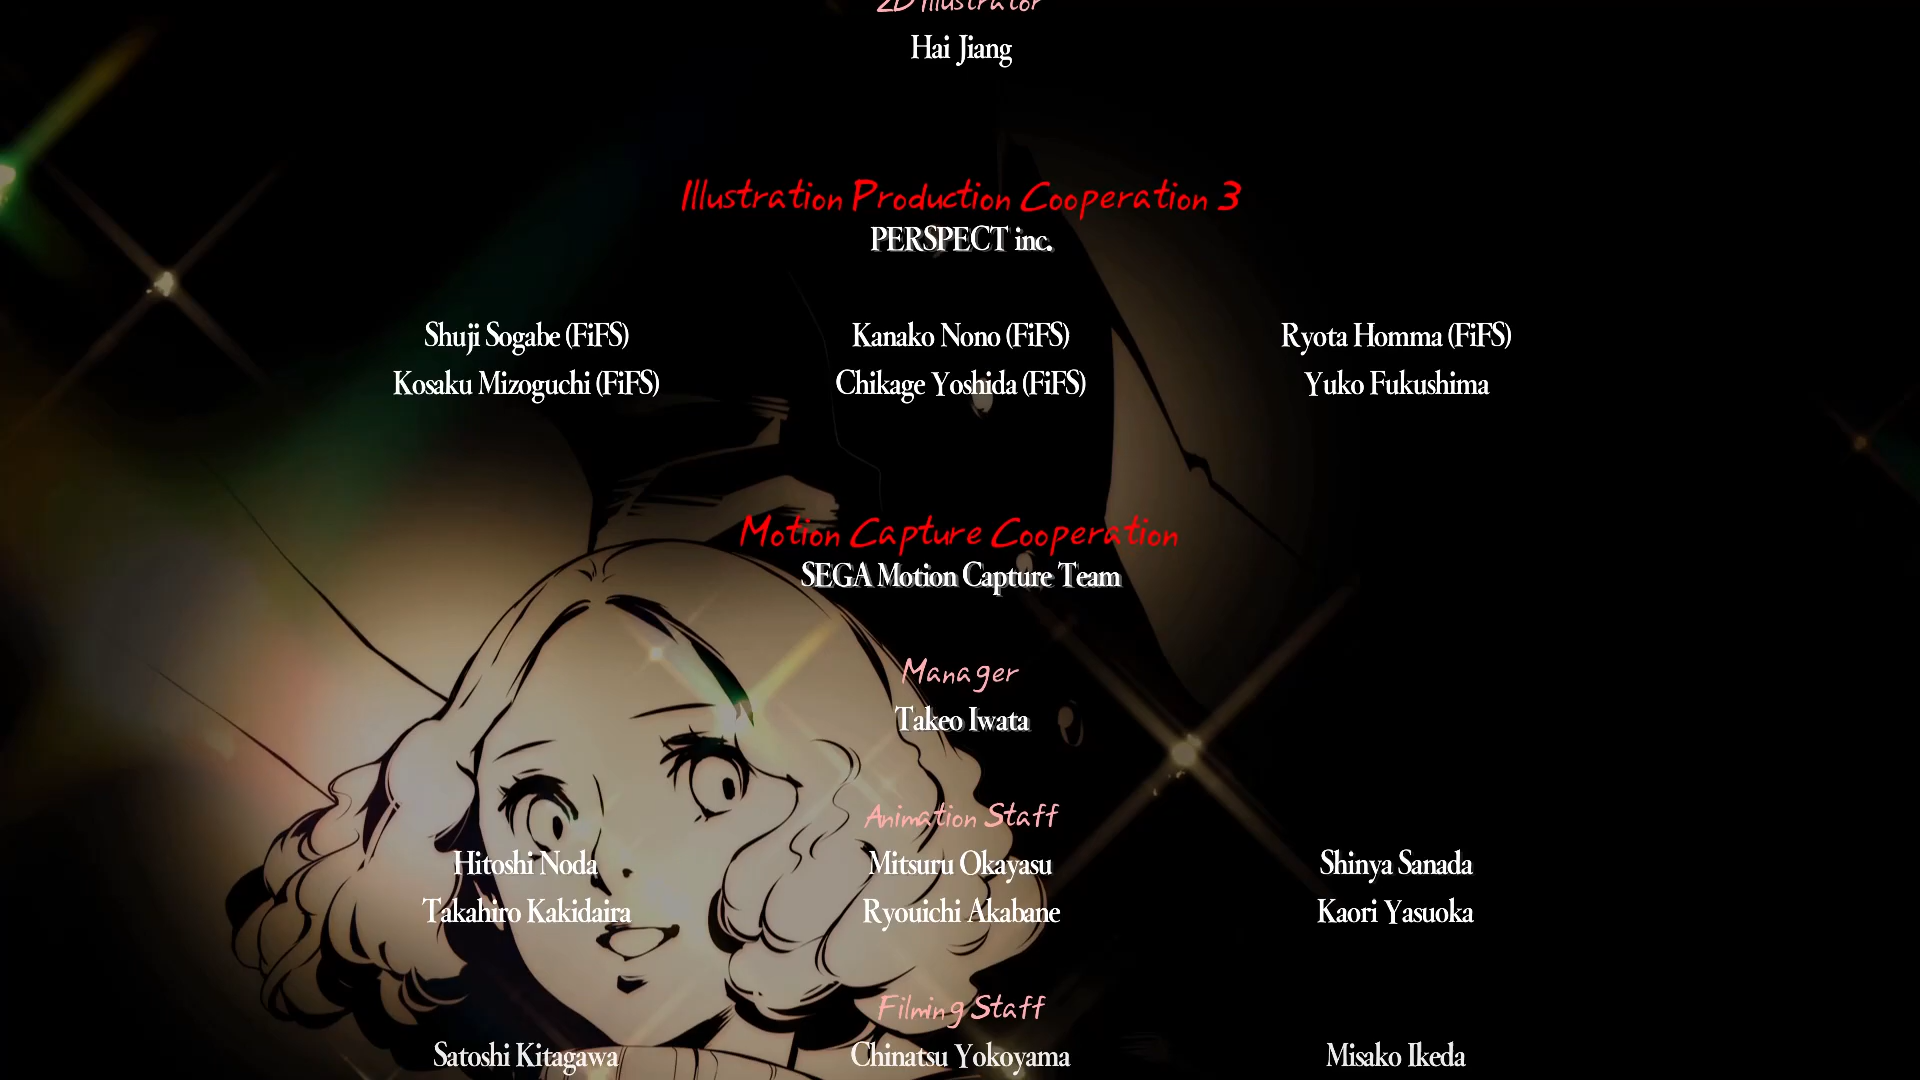 2D Illustrator
Hai Jiang
Illustration Production Cooperation 3
PERSPECT inc.
Shuji Sogabe (FiFS) Kanako Nono (FiFS) Ryota Homma (FiFS)
Kosaku Mizoguchi (FiFS) Chikage Yoshida (FiFS) Yuko Fukushima
Motion Capture Cooperation
SEGA Motion Capture Team
Manager
Takeo Iwata
Animation Staff
Hitoshi Noda Mitsuru Okayasu Shinya Sanada
Takahiro Kakidaira Ryouichi Akabane Kaori Yasuoka
Filming Staff
Satoshi Kitagawa Chinatsu Yokoyama Misako Ikeda